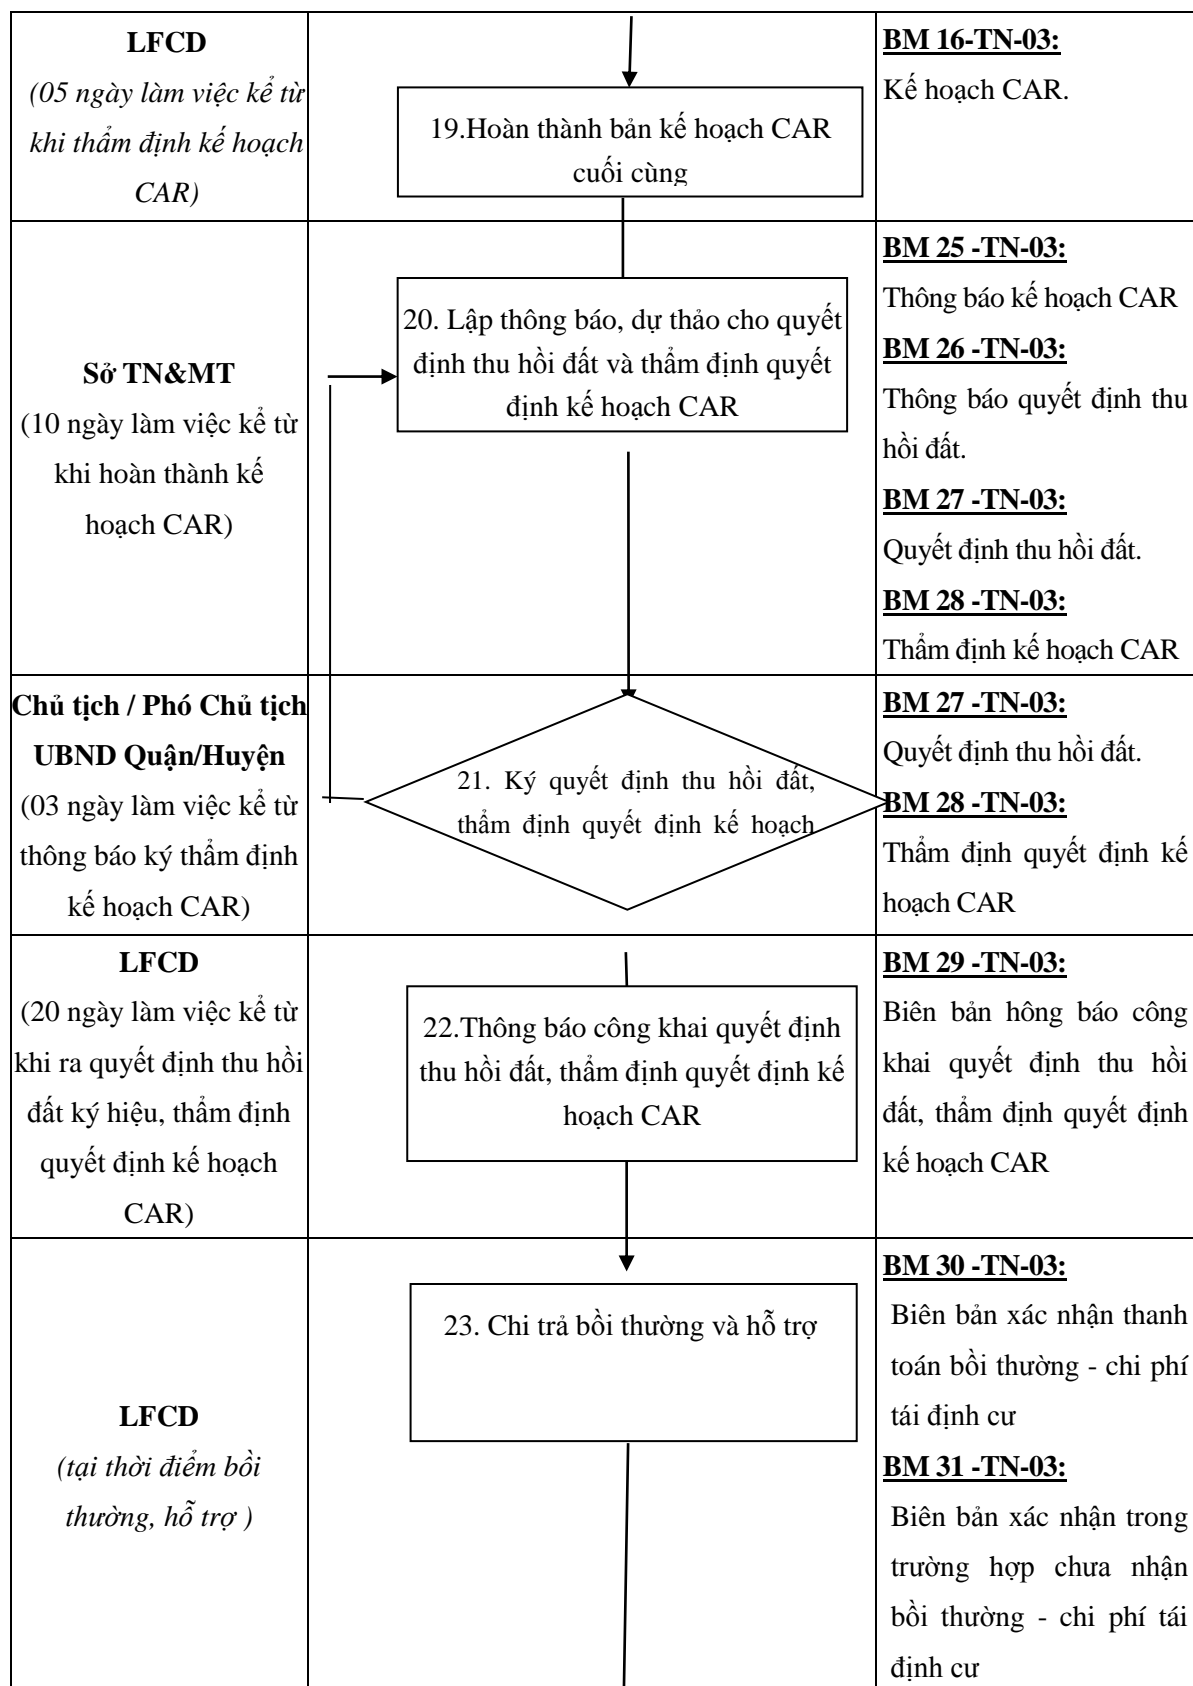 LFCD
(05 ngày làm việc kể từ
khi thẩm định kế hoạch
CAR)
19.Hoàn thành bản kế hoạch CAR
cuối cùng
BM 16-TN-03:
Kế hoạch CAR.
Sở TN&MT
(10 ngày làm việc kể từ
khi hoàn thành kế
hoạch CAR)
20. Lập thông báo, dự thảo cho quyết
định thu hồi đất và thẩm định quyết
định kế hoạch CAR
BM 25 -TN-03:
Thông báo kế hoạch CAR
BM 26 -TN-03:
Thông báo quyết định thu
hồi đất.
BM 27 -TN-03:
Quyết định thu hồi đất.
BM 28 -TN-03:
Thẩm định kế hoạch CAR
Chủ tịch / Phó Chủ tịch
UBND Quận/Huyện
(03 ngày làm việc kể từ
thông báo ký thẩm định
kế hoạch CAR)
21. Ký quyết định thu hồi đất,
thẩm định quyết định kế hoạch
BM 27 -TN-03:
Quyết định thu hồi đất.
BM 28 -TN-03:
Thẩm định quyết định kế
hoạch CAR
LFCD
(20 ngày làm việc kể từ
khi ra quyết định thu hồi
đất ký hiệu, thẩm định
quyết định kế hoạch
CAR)
22.Thông báo công khai quyết định
thu hồi đất, thẩm định quyết định kế
hoạch CAR
BM 29 -TN-03:
Biên bản hông báo công
khai quyết định thu hồi
đất, thẩm định quyết định
kế hoạch CAR
LFCD
(tại thời điểm bồi
thường, hỗ trợ )
23. Chi trả bồi thường và hỗ trợ
BM 30 -TN-03:
Biên bản xác nhận thanh
toán bồi thường - chi phí
tái định cư
BM 31 -TN-03:
Biên bản xác nhận trong
trường hợp chưa nhận
bồi thường - chi phí tái
định cư